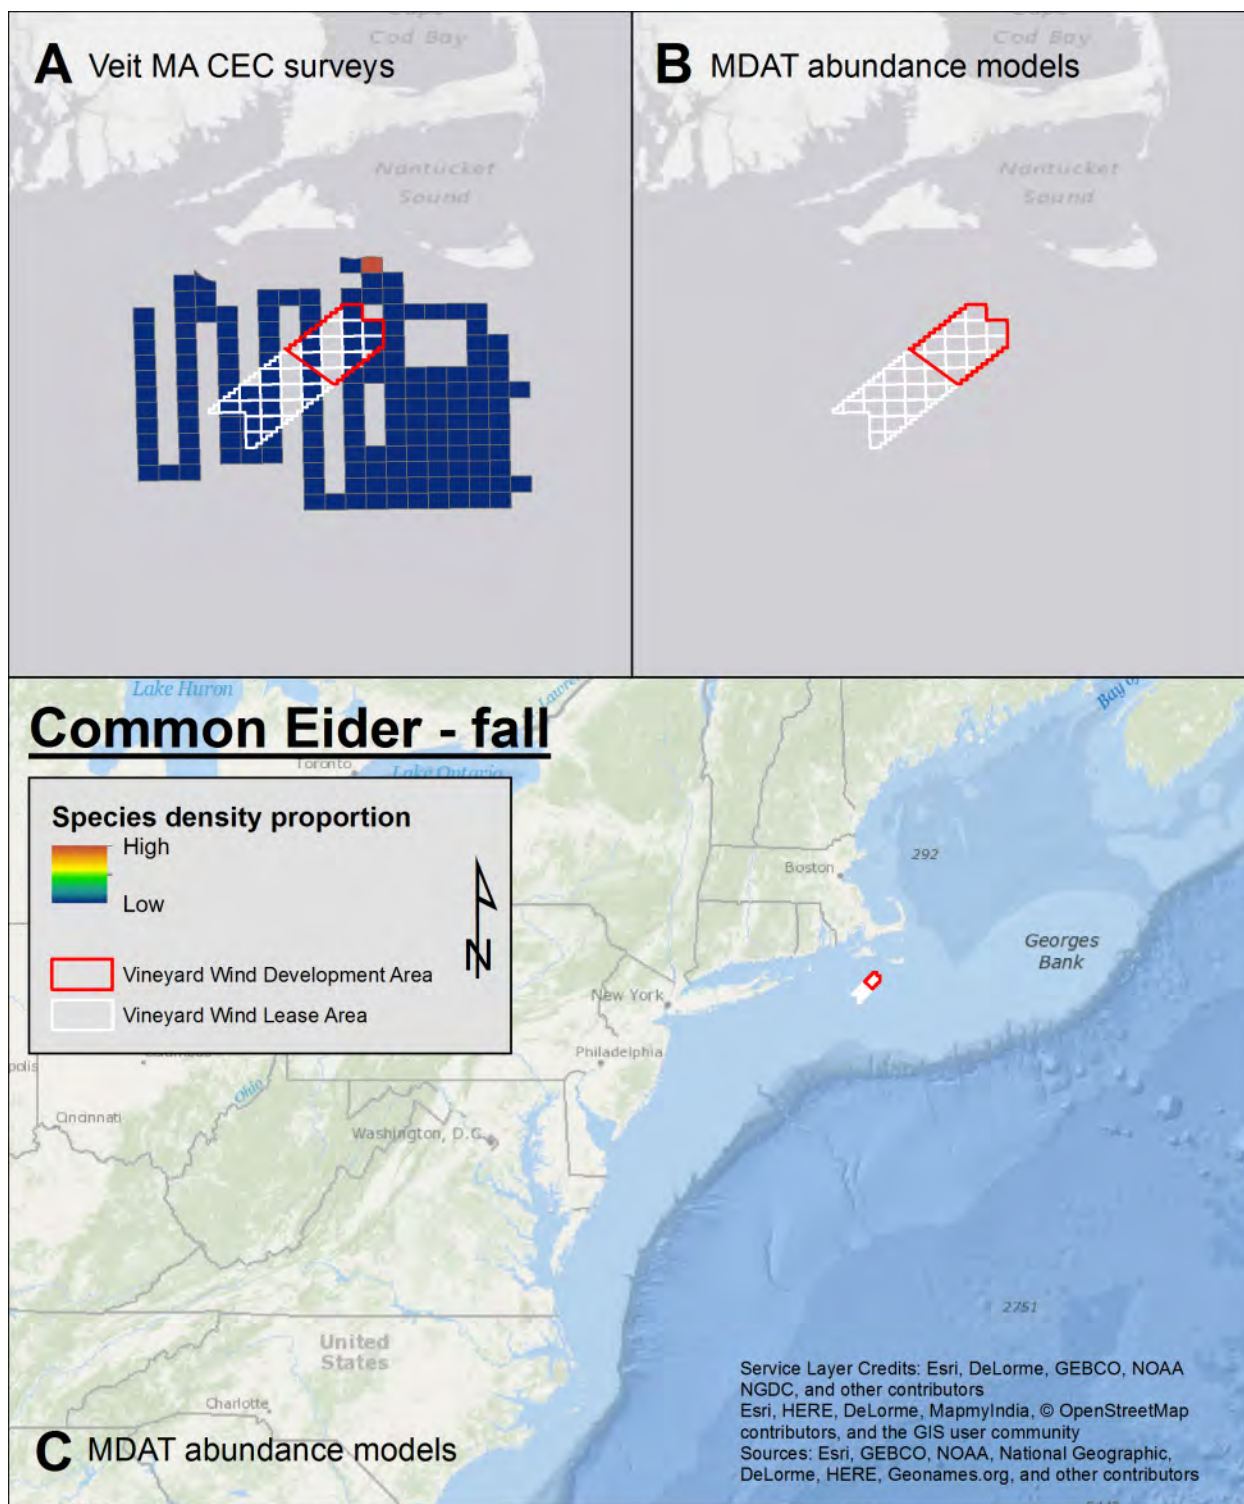 A Veit MA CEC surveys
Cod Bay
Nantucket
Sound
B MDAT abundance models
Cod Bay
Nantucket
Sound
Lake Huron
Common Eider - fall
Toronto
Lake Ontario
Species density proportion
High
Low
N
Vineyard Wind Development Area
Vineyard Wind Lease Area
Bay of
Boston
292
Georges
Bank
New York
Philadelphia
Ohio
Cincinnati
Washington, D.C.
2751
United
States
Charlotte
C MDAT abundance models
Service Layer Credits: Esri, DeLorme, GEBCO, NOAA
NGDC, and other contributors
Esri, HERE, DeLorme, MapmyIndia, © OpenStreetMap
contributors, and the GIS user community
Sources: Esri, GEBCO, NOAA, National Geographic,
DeLorme, HERE, Geonames.org, and other contributors